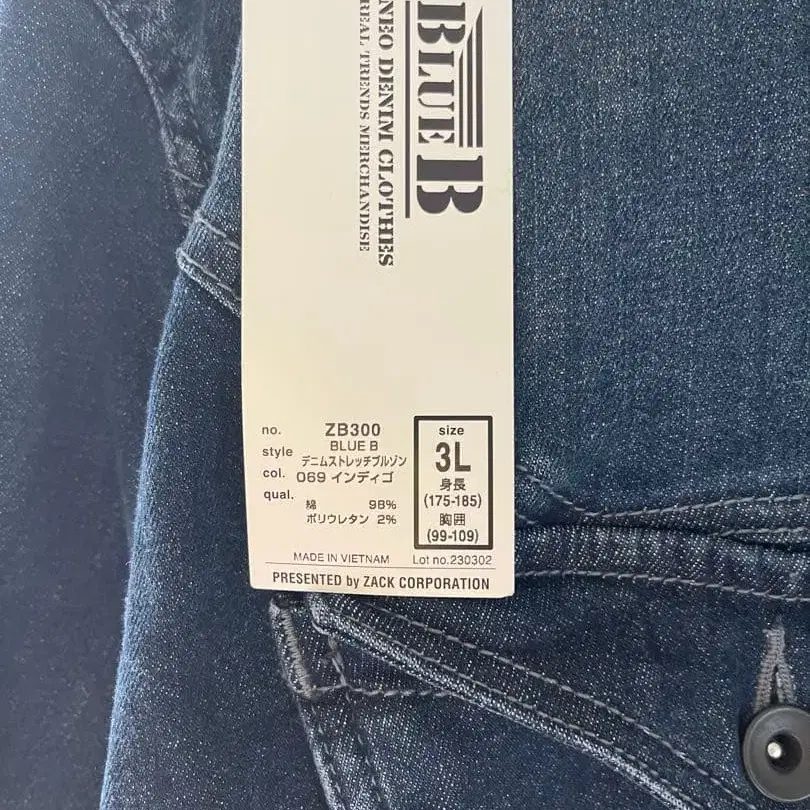 BLUE B
NEO DENIM CLOTHES
REAL TRENDS MERCHANDISE
no. ZB300
style BLUE B
デニムストレッチブルゾン
col. 069 インディゴ
qual.
綿 98%
ポリウレタン 2%
size
3L
身長
(175-185)
胸囲
(99-109)
MADE IN VIETNAM Lot no.230302
PRESENTED by ZACK CORPORATION